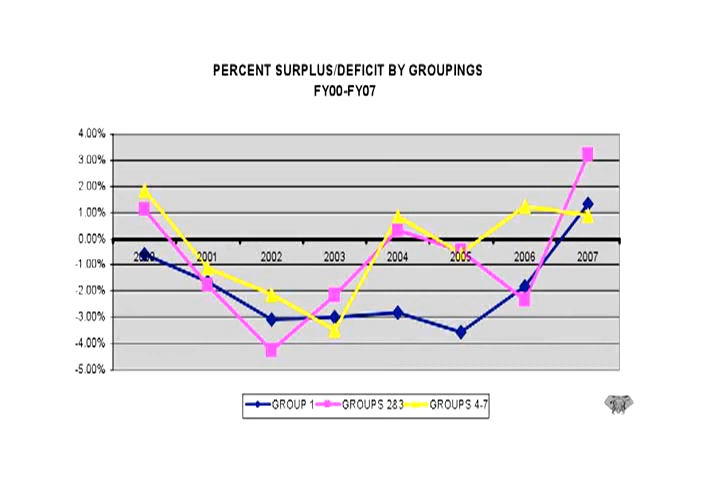 PERCENT SURPLUS/DEFICIT BY GROUPINGS
FY00-FY07
4.00%
3.00%
2.00%
1.00%
0.00%
-1.00%
-2.00%
-3.00%
-4.00%
-5.00%
2000 2001 2002 2003 2004 2005 2006 2007
GROUP 1 GROUPS 2&3 GROUPS 4-7